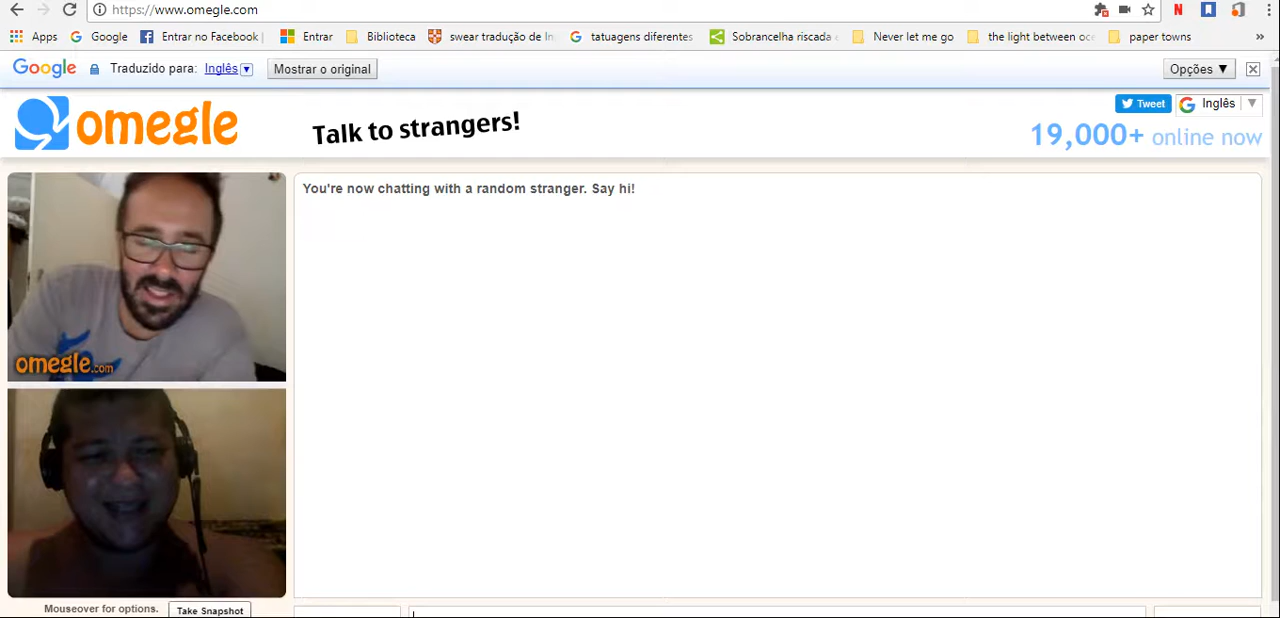 https://www.omegle.com
Apps Google Entrar no Facebook Entrar Biblioteca swear tradução de In tatuagens diferentes Sobrancelha riscada Never let me go the light between oce paper towns »
Google Traduzido para: Inglês ▼ Mostrar o original Opções ▼
omegle Talk to strangers! Tweet G Inglês ▼
19,000+ online now
You're now chatting with a random stranger. Say hi!
omegle.com
Mouseover for options. Take Snapshot